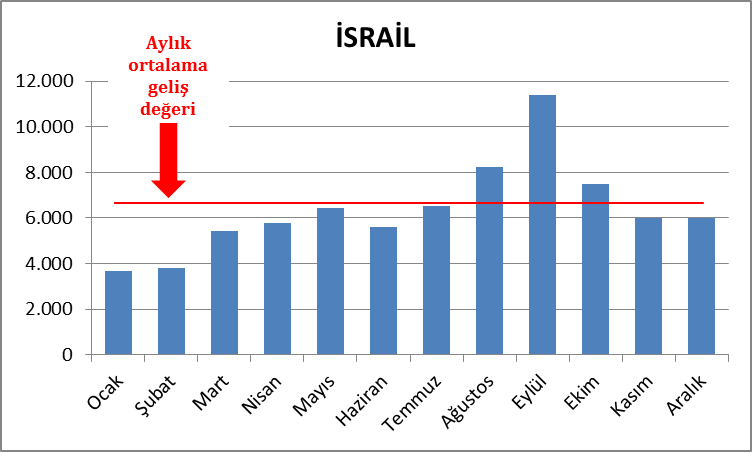 İSRAİL
Aylık
ortalama
geliş
değeri
12.000
10.000
8.000
6.000
4.000
2.000
0
Ocak
Şubat
Mart
Nisan
Mayıs
Haziran
Temmuz
Ağustos
Eylül
Ekim
Kasım
Aralık